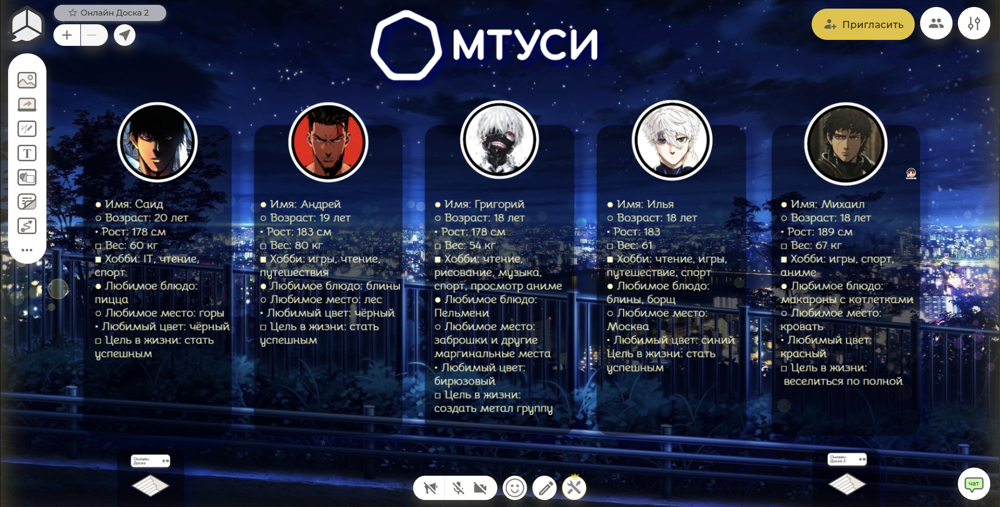 Онлайн Доска 2
МТУСИ
Пригласить
T
● Имя: Саид
○ Возраст: 20 лет
• Рост: 178 см
□ Вес: 60 кг
■ Хобби: IT, чтение,
спорт
● Любимое блюдо:
пицца
○ Любимое место: горы
• Любимый цвет: чёрный
□ Цель в жизни: стать
успешным
● Имя: Андрей
○ Возраст: 19 лет
• Рост: 183 см
□ Вес: 80 кг
■ Хобби: игры, чтение,
путешествия
● Любимое блюдо: блины
○ Любимое место: лес
• Любимый цвет: чёрный
□ Цель в жизни: стать
успешным
● Имя: Григорий
○ Возраст: 18 лет
• Рост: 178 см
□ Вес: 54 кг
■ Хобби: чтение,
рисование, музыка,
спорт, просмотр аниме
● Любимое блюдо:
Пельмени
○ Любимое место:
заброшки и другие
маргинальные места
• Любимый цвет:
бирюзовый
□ Цель в жизни:
создать метал группу
● Имя: Илья
○ Возраст: 18 лет
• Рост: 183
□ Вес: 61
■ Хобби: чтение, игры,
путешествие, спорт
● Любимое блюдо:
блины, борщ
○ Любимое место:
Москва
• Любимый цвет: синий
Цель в жизни: стать
успешным
● Имя: Михаил
○ Возраст: 18 лет
• Рост: 189 см
□ Вес: 67 кг
■ Хобби: игры, спорт,
аниме
● Любимое блюдо:
макароны с котлетками
○ Любимое место:
кровать
• Любимый цвет:
красный
□ Цель в жизни:
веселиться по полной
Онлайн
Доска
Онлайн
Доска 3
чат